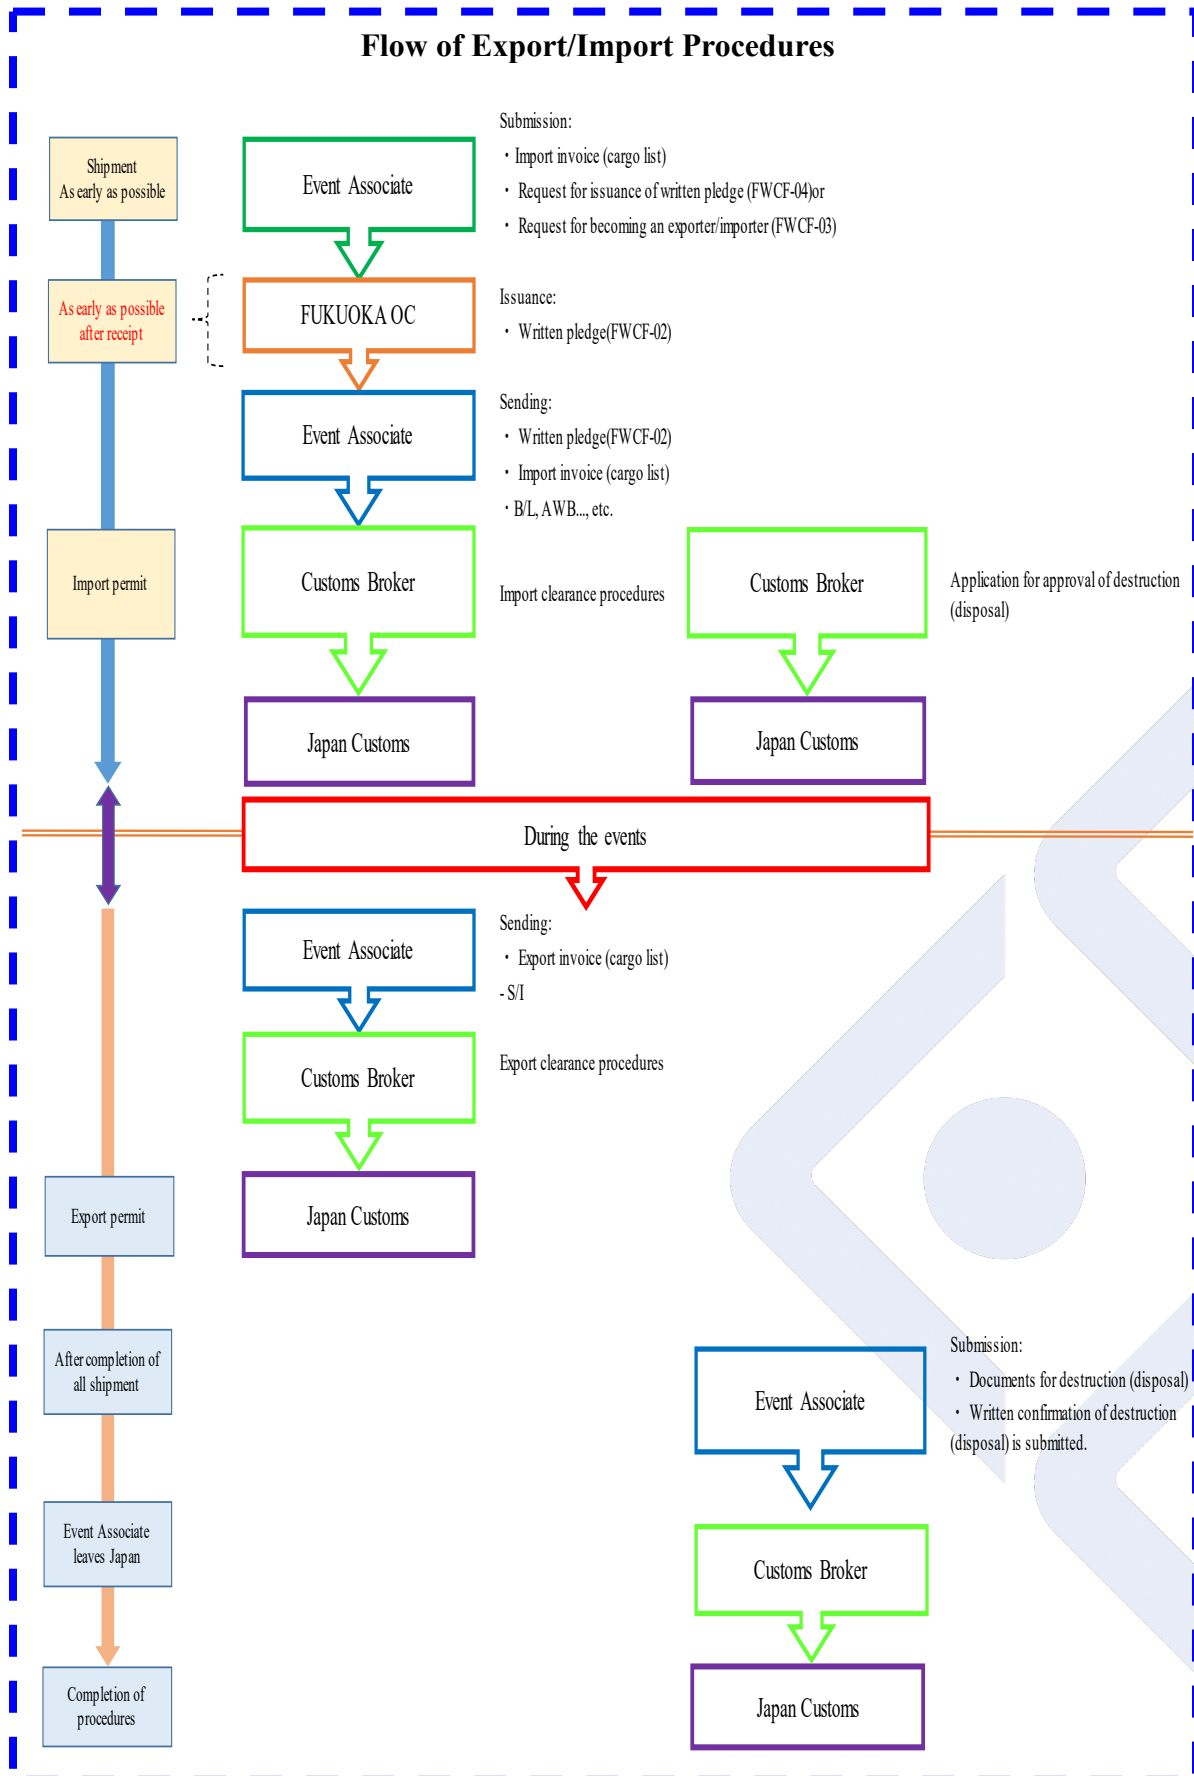 Flow of Export/Import Procedures
Shipment
As early as possible
Event Associate
Submission:
・Import invoice (cargo list)
・ Request for issuance of written pledge (FWCF-04)or
・ Request for becoming an exporter/importer (FWCF-03)
As early as possible
after receipt
FUKUOKA OC
Issuance:
・ Written pledge(FWCF-02)
Event Associate
Sending:
・ Written pledge(FWCF-02)
・ Import invoice (cargo list)
・B/L, AWB..., etc.
Import permit
Customs Broker
Import clearance procedures
Customs Broker
Application for approval of destruction
(disposal)
Japan Customs
Japan Customs
During the events
Event Associate
Sending:
・ Export invoice (cargo list)
- S/I
Customs Broker
Export clearance procedures
Export permit
Japan Customs
After completion of
all shipment
Event Associate
Submission:
・ Documents for destruction (disposal)
・ Written confirmation of destruction
(disposal) is submitted.
Event Associate
leaves Japan
Customs Broker
Completion of
procedures
Japan Customs